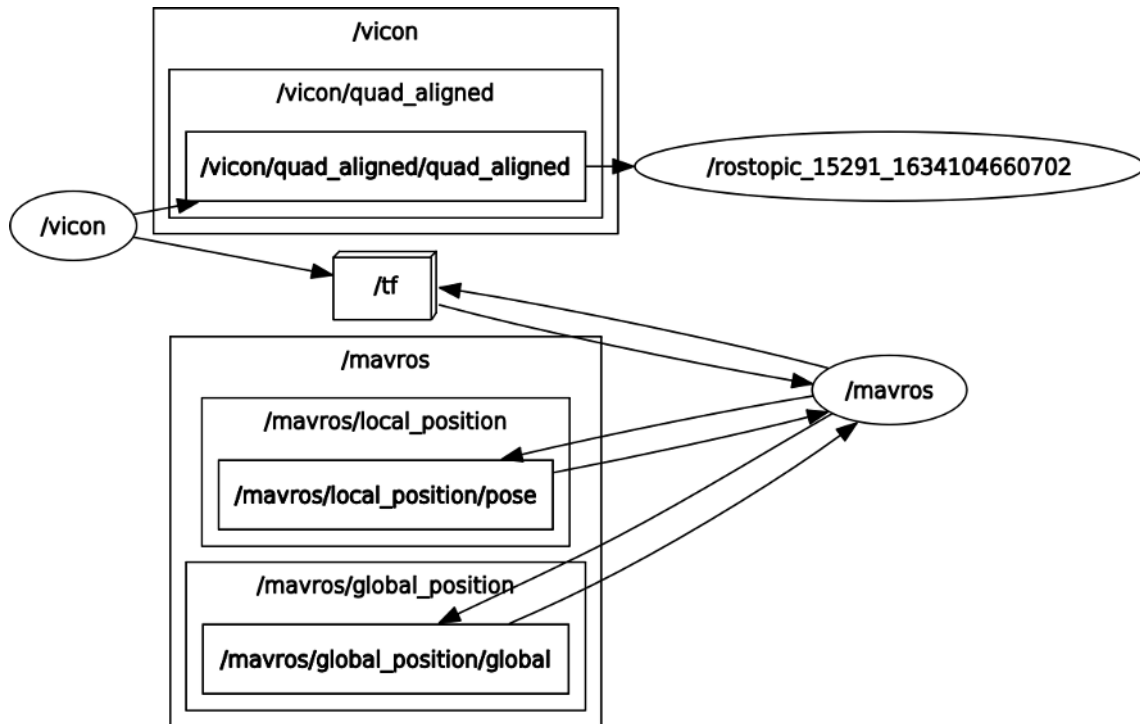 /vicon
/vicon/quad_aligned
/vicon/quad_aligned/quad_aligned
/rostopic_15291_1634104660702
/vicon
/tf
/mavros
/mavros
/mavros/local_position
/mavros/local_position/pose
/mavros/global_position
/mavros/global_position/global